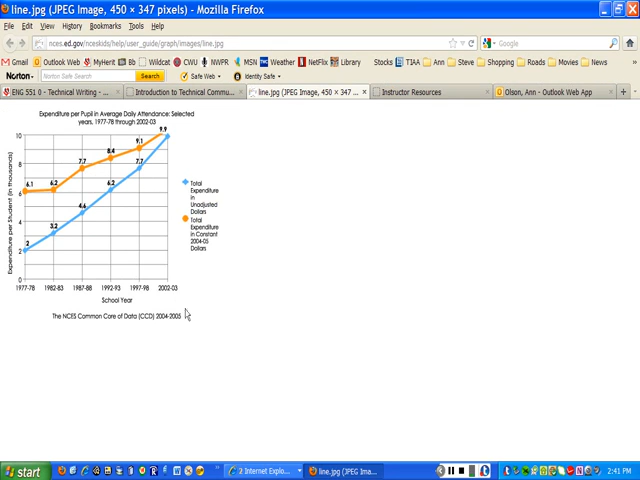 line.jpg (JPEG Image, 450 × 347 pixels) - Mozilla Firefox
File Edit View History Bookmarks Tools Help
nces.ed.gov/nceskids/help/user_guide/graph/images/line.jpg
Google
Gmail Outlook Web MyHerit Bb Wildcat CWU NWPR MSN TWC Weather NetFlix Library Stocks TIAA Ann Steve Shopping Roads Movies News
Norton Norton Safe Search Search Safe Web Identity Safe
ENG 551 0 - Technical Writing - ... Introduction to Technical Commu... line.jpg (JPEG Image, 450 × 347 ... Instructor Resources Olson, Ann - Outlook Web App
Expenditure per Pupil in Average Daily Attendance: Selected
years, 1977-78 through 2002-03
Expenditure per Student (in thousands)
10
8
6
4
2
0
6.1 6.2 7.7 8.4 9.1 9.9
2 3.2 4.6 6.2 7.7
1977-78 1982-83 1987-88 1992-93 1997-98 2002-03
School Year
Total
Expenditure
in
Unadjusted
Dollars
Total
Expenditure
in Constant
2004-05
Dollars
The NCES Common Core of Data (CCD) 2004-2005
start 2 Internet Explo... line.jpg (JPEG Ima... 2:41 PM